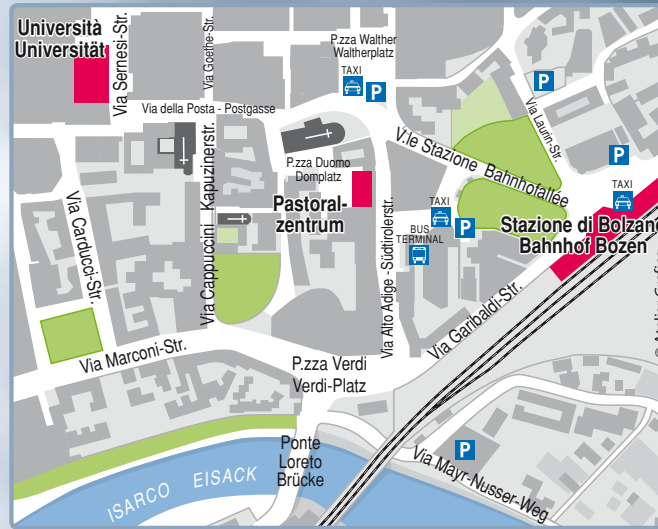 Università
Universität
Via Sernesi-Str.
Via Goethe-Str.
P.zza Walther
Waltherplatz
TAXI
P
P
Via della Posta - Postgasse
Via Laurin-Str.
V.le Stazione Bahnhofallée
P
P.zza Duomo
Domplatz
Pastoral-
zentrum
Via Cappuccini - Kapuzinerstr.
Via Carducci-Str.
TAXI
P
TAXI
Stazione di Bolzano
Bahnhof Bozen
BUS
TERMINAL
Via Alto Adige - Südtirolerstr.
Via Garibaldi-Str.
Via Marconi-Str.
P.zza Verdi
Verdi-Platz
Ponte
Loreto
Brücke
P
Via Mayr-Nusser-Weg
ISARCO EISACK